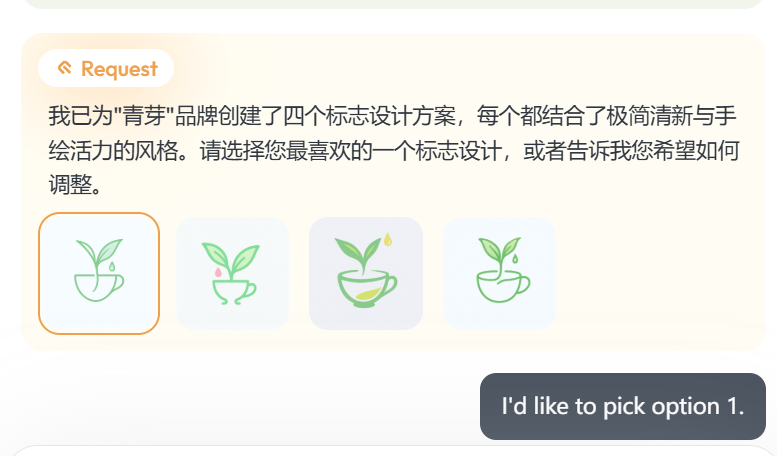 Request
我已为"青芽"品牌创建了四个标志设计方案，每个都结合了极简清新与手
绘活力的风格。请选择您最喜欢的一个标志设计，或者告诉我您希望如何
调整。
I'd like to pick option 1.